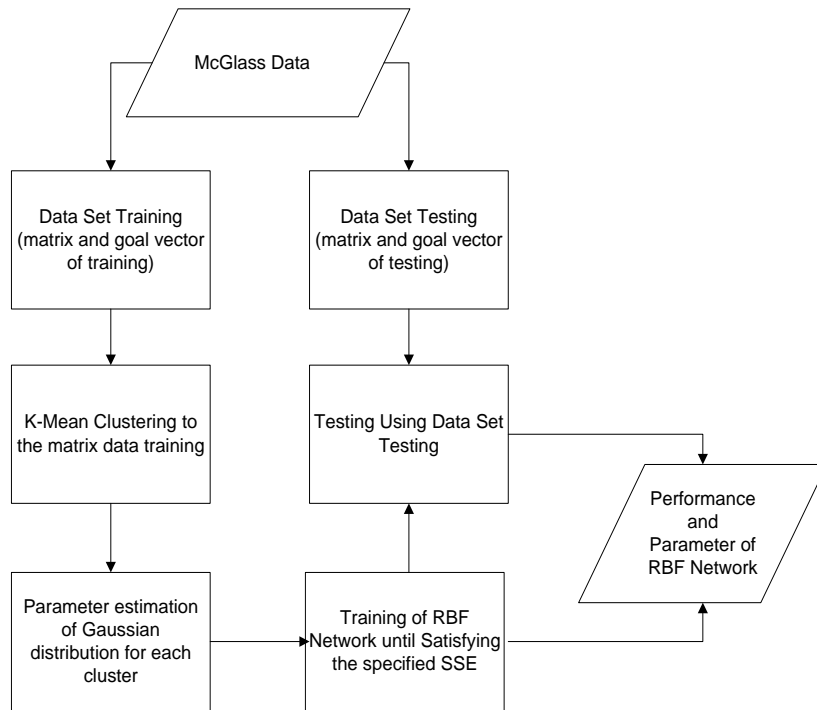 McGlass Data
Data Set Training
(matrix and goal vector
of training)
Data Set Testing
(matrix and goal vector
of testing)
K-Mean Clustering to
the matrix data training
Testing Using Data Set
Testing
Performance
and
Parameter of
RBF Network
Parameter estimation
of Gaussian
distribution for each
cluster
Training of RBF
Network until Satisfying
the specified SSE